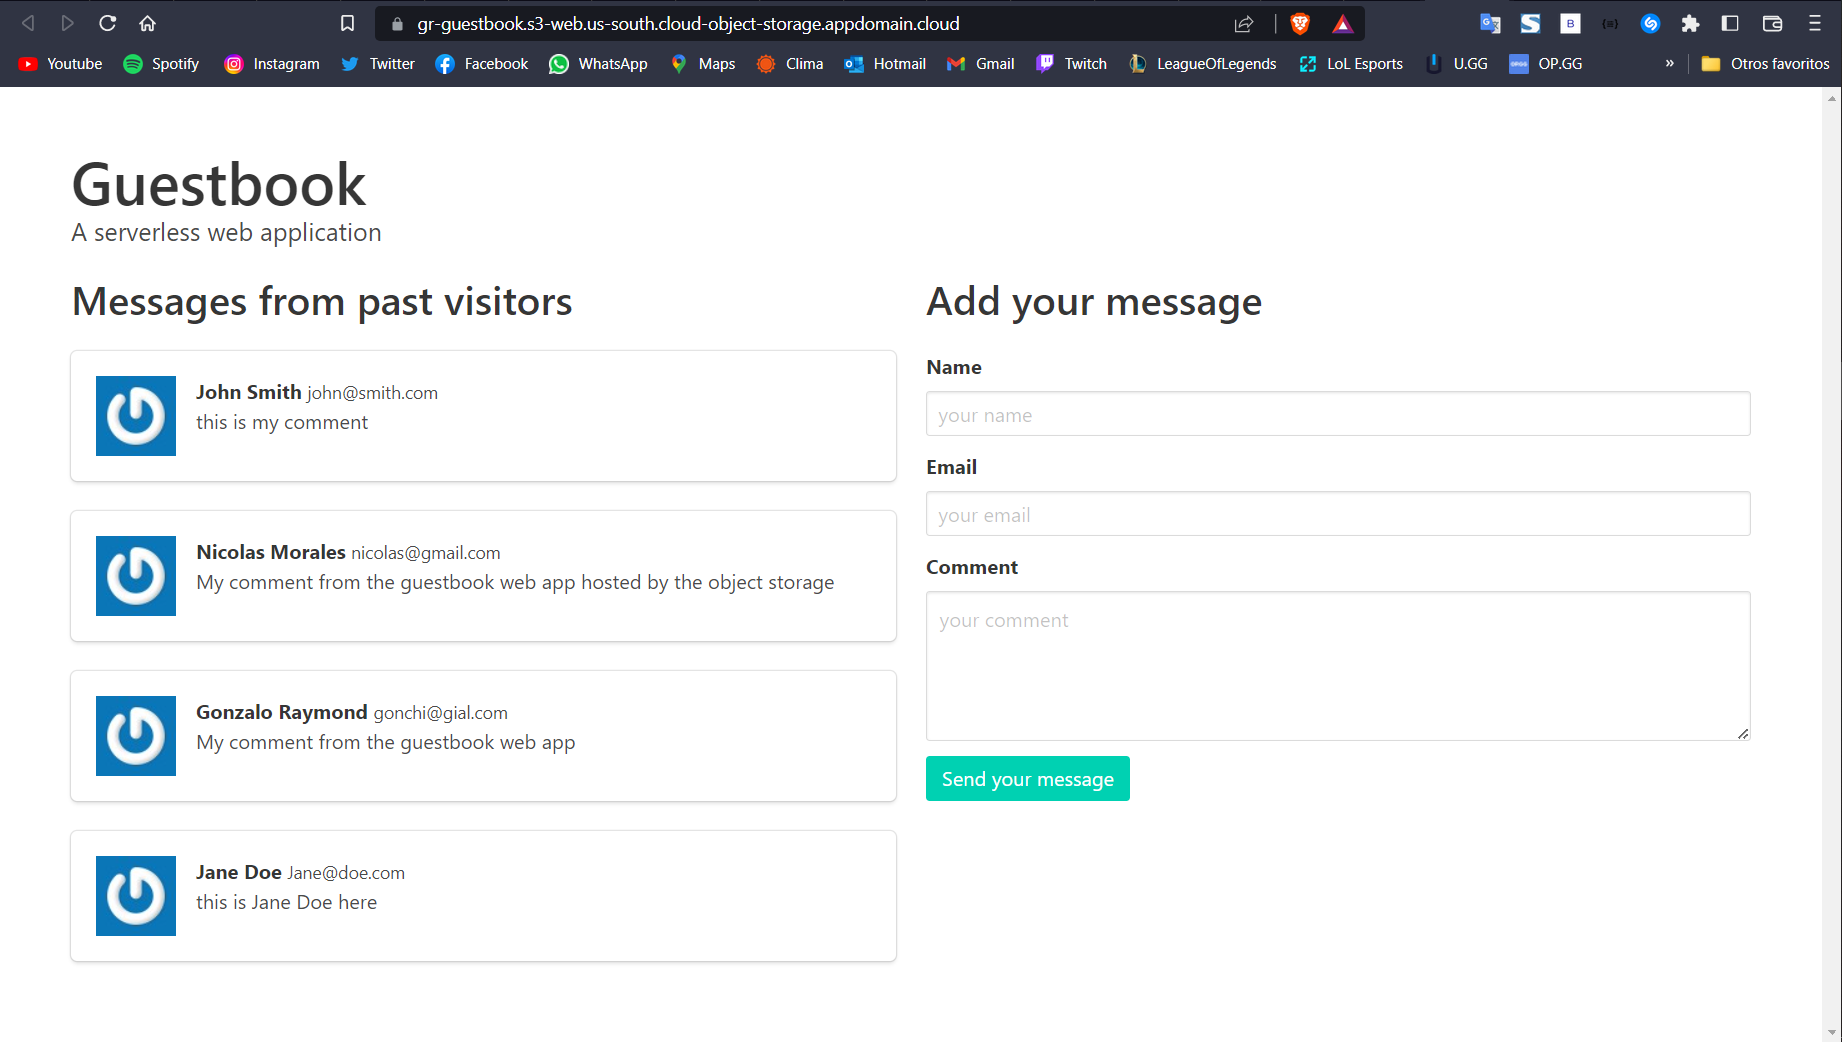 gr-guestbook.s3-web.us-south.cloud-object-storage.appdomain.cloud
Youtube Spotify Instagram Twitter Facebook WhatsApp Maps Clima Hotmail Gmail Twitch LeagueOfLegends LoL Esports U.GG OP.GG » Otros favoritos
Guestbook
A serverless web application
Messages from past visitors
John Smith john@smith.com
this is my comment
Nicolas Morales nicolas@gmail.com
My comment from the guestbook web app hosted by the object storage
Gonzalo Raymond gonchi@gial.com
My comment from the guestbook web app
Jane Doe Jane@doe.com
this is Jane Doe here
Add your message
Name
your name
Email
your email
Comment
your comment
Send your message